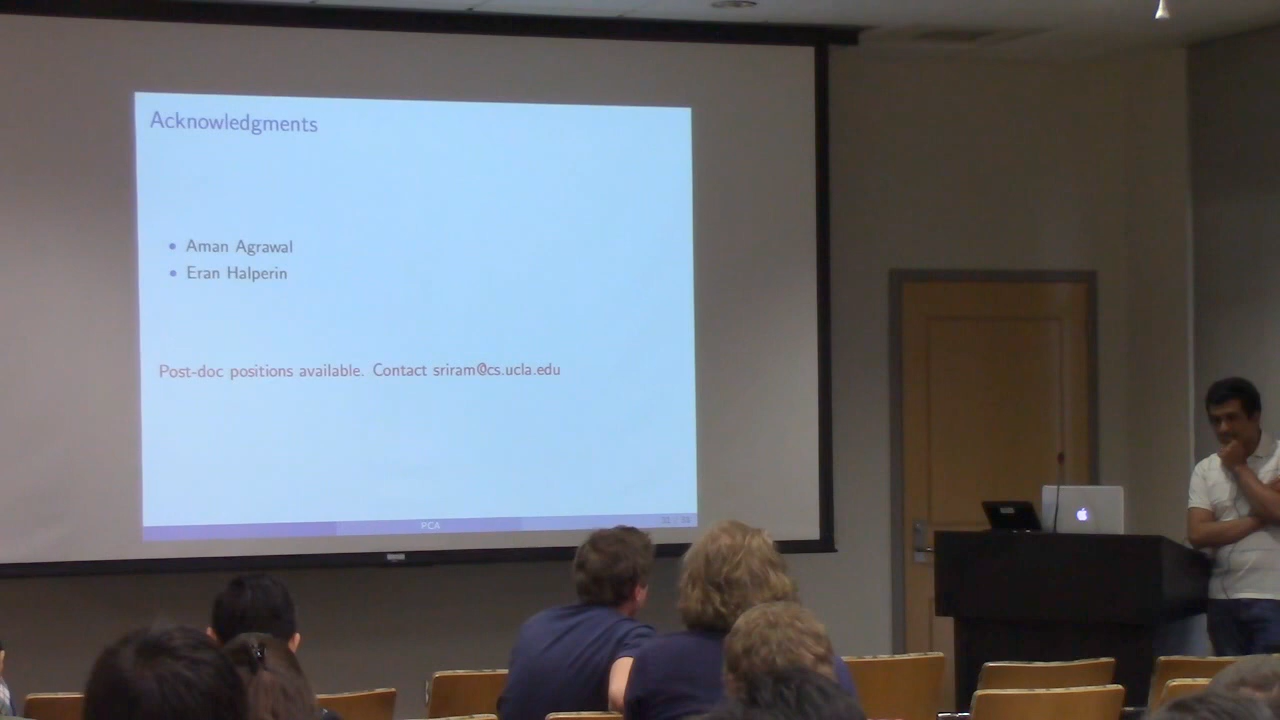 Acknowledgments
• Aman Agrawal
• Eran Halperin
Post-doc positions available. Contact sriram@cs.ucla.edu
PCA